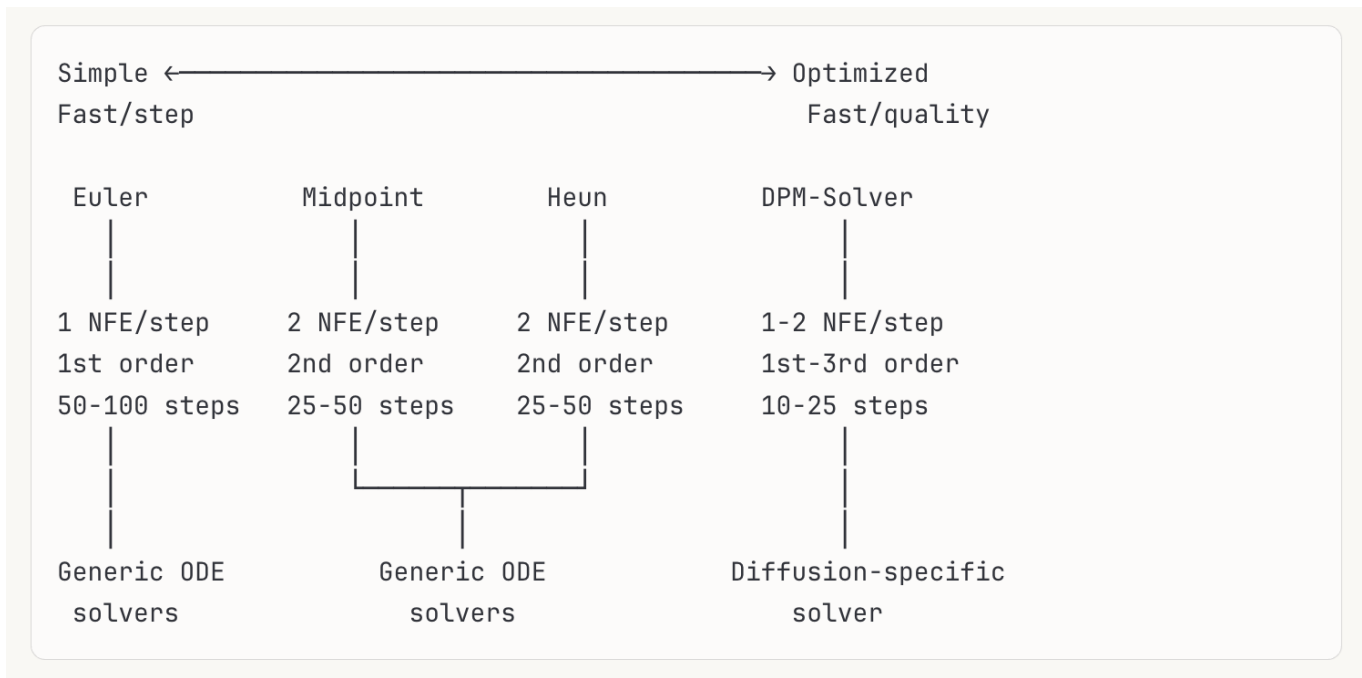 Simple ←→ Optimized
Fast/step Fast/quality
Euler Midpoint Heun DPM-Solver
1 NFE/step 2 NFE/step 2 NFE/step 1-2 NFE/step
1st order 2nd order 2nd order 1st-3rd order
50-100 steps 25-50 steps 25-50 steps 10-25 steps
Generic ODE Generic ODE Diffusion-specific
solvers solvers solver